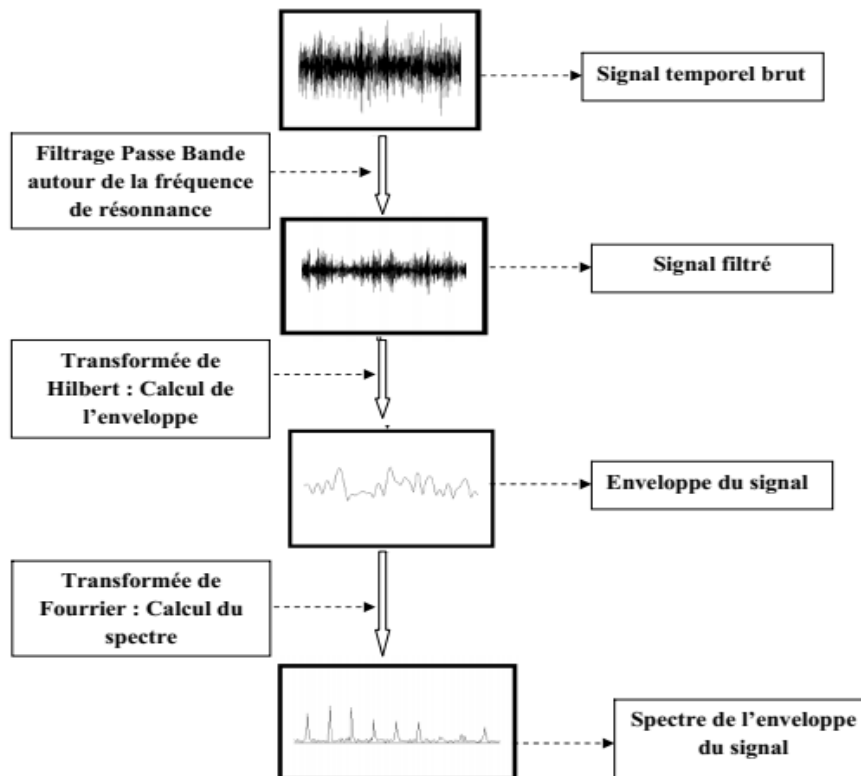 Signal temporel brut
Filtrage Passe Bande
autour de la fréquence
de résonnance
Signal filtré
Transformée de
Hilbert : Calcul de
l’enveloppe
Enveloppe du signal
Transformée de
Fourrier : Calcul du
spectre
Spectre de l’enveloppe
du signal